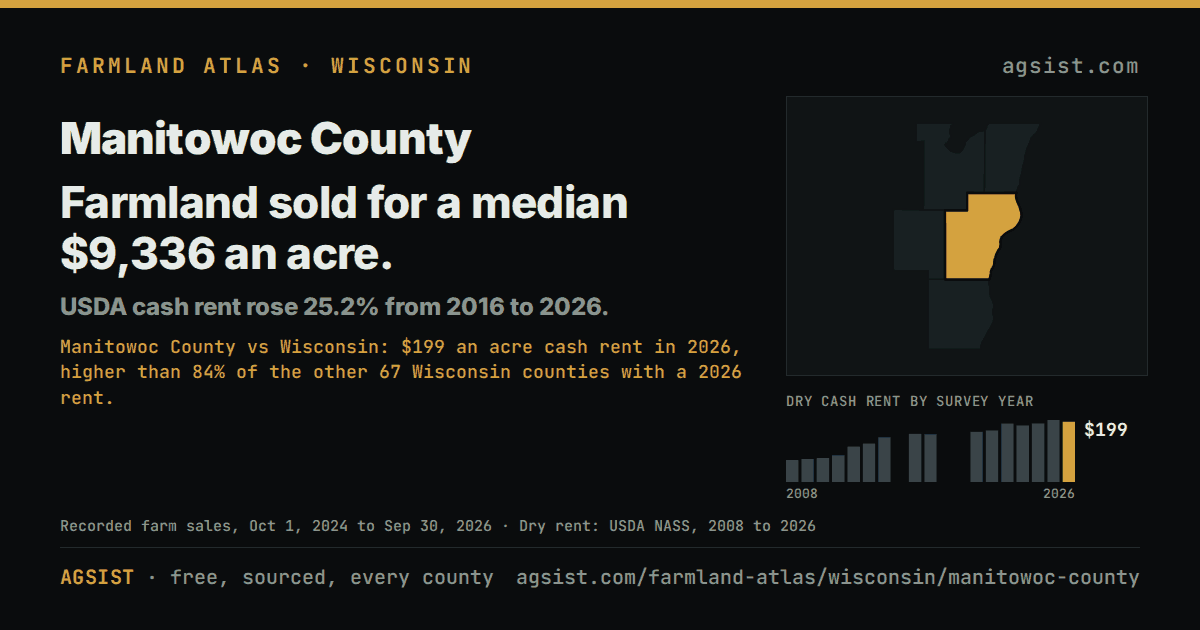 FARMLAND ATLAS · WISCONSIN
agsist.com
Manitowoc County
Farmland sold for a median
$9,336 an acre.
USDA cash rent rose 25.2% from 2016 to 2026.
Manitowoc County vs Wisconsin: $199 an acre cash rent in 2026,
higher than 84% of the other 67 Wisconsin counties with a 2026
rent.
DRY CASH RENT BY SURVEY YEAR
$199
2008
2026
Recorded farm sales, Oct 1, 2024 to Sep 30, 2026 · Dry rent: USDA NASS, 2008 to 2026
AGSIST · free, sourced, every county
agsist.com/farmland-atlas/wisconsin/manitowoc-county